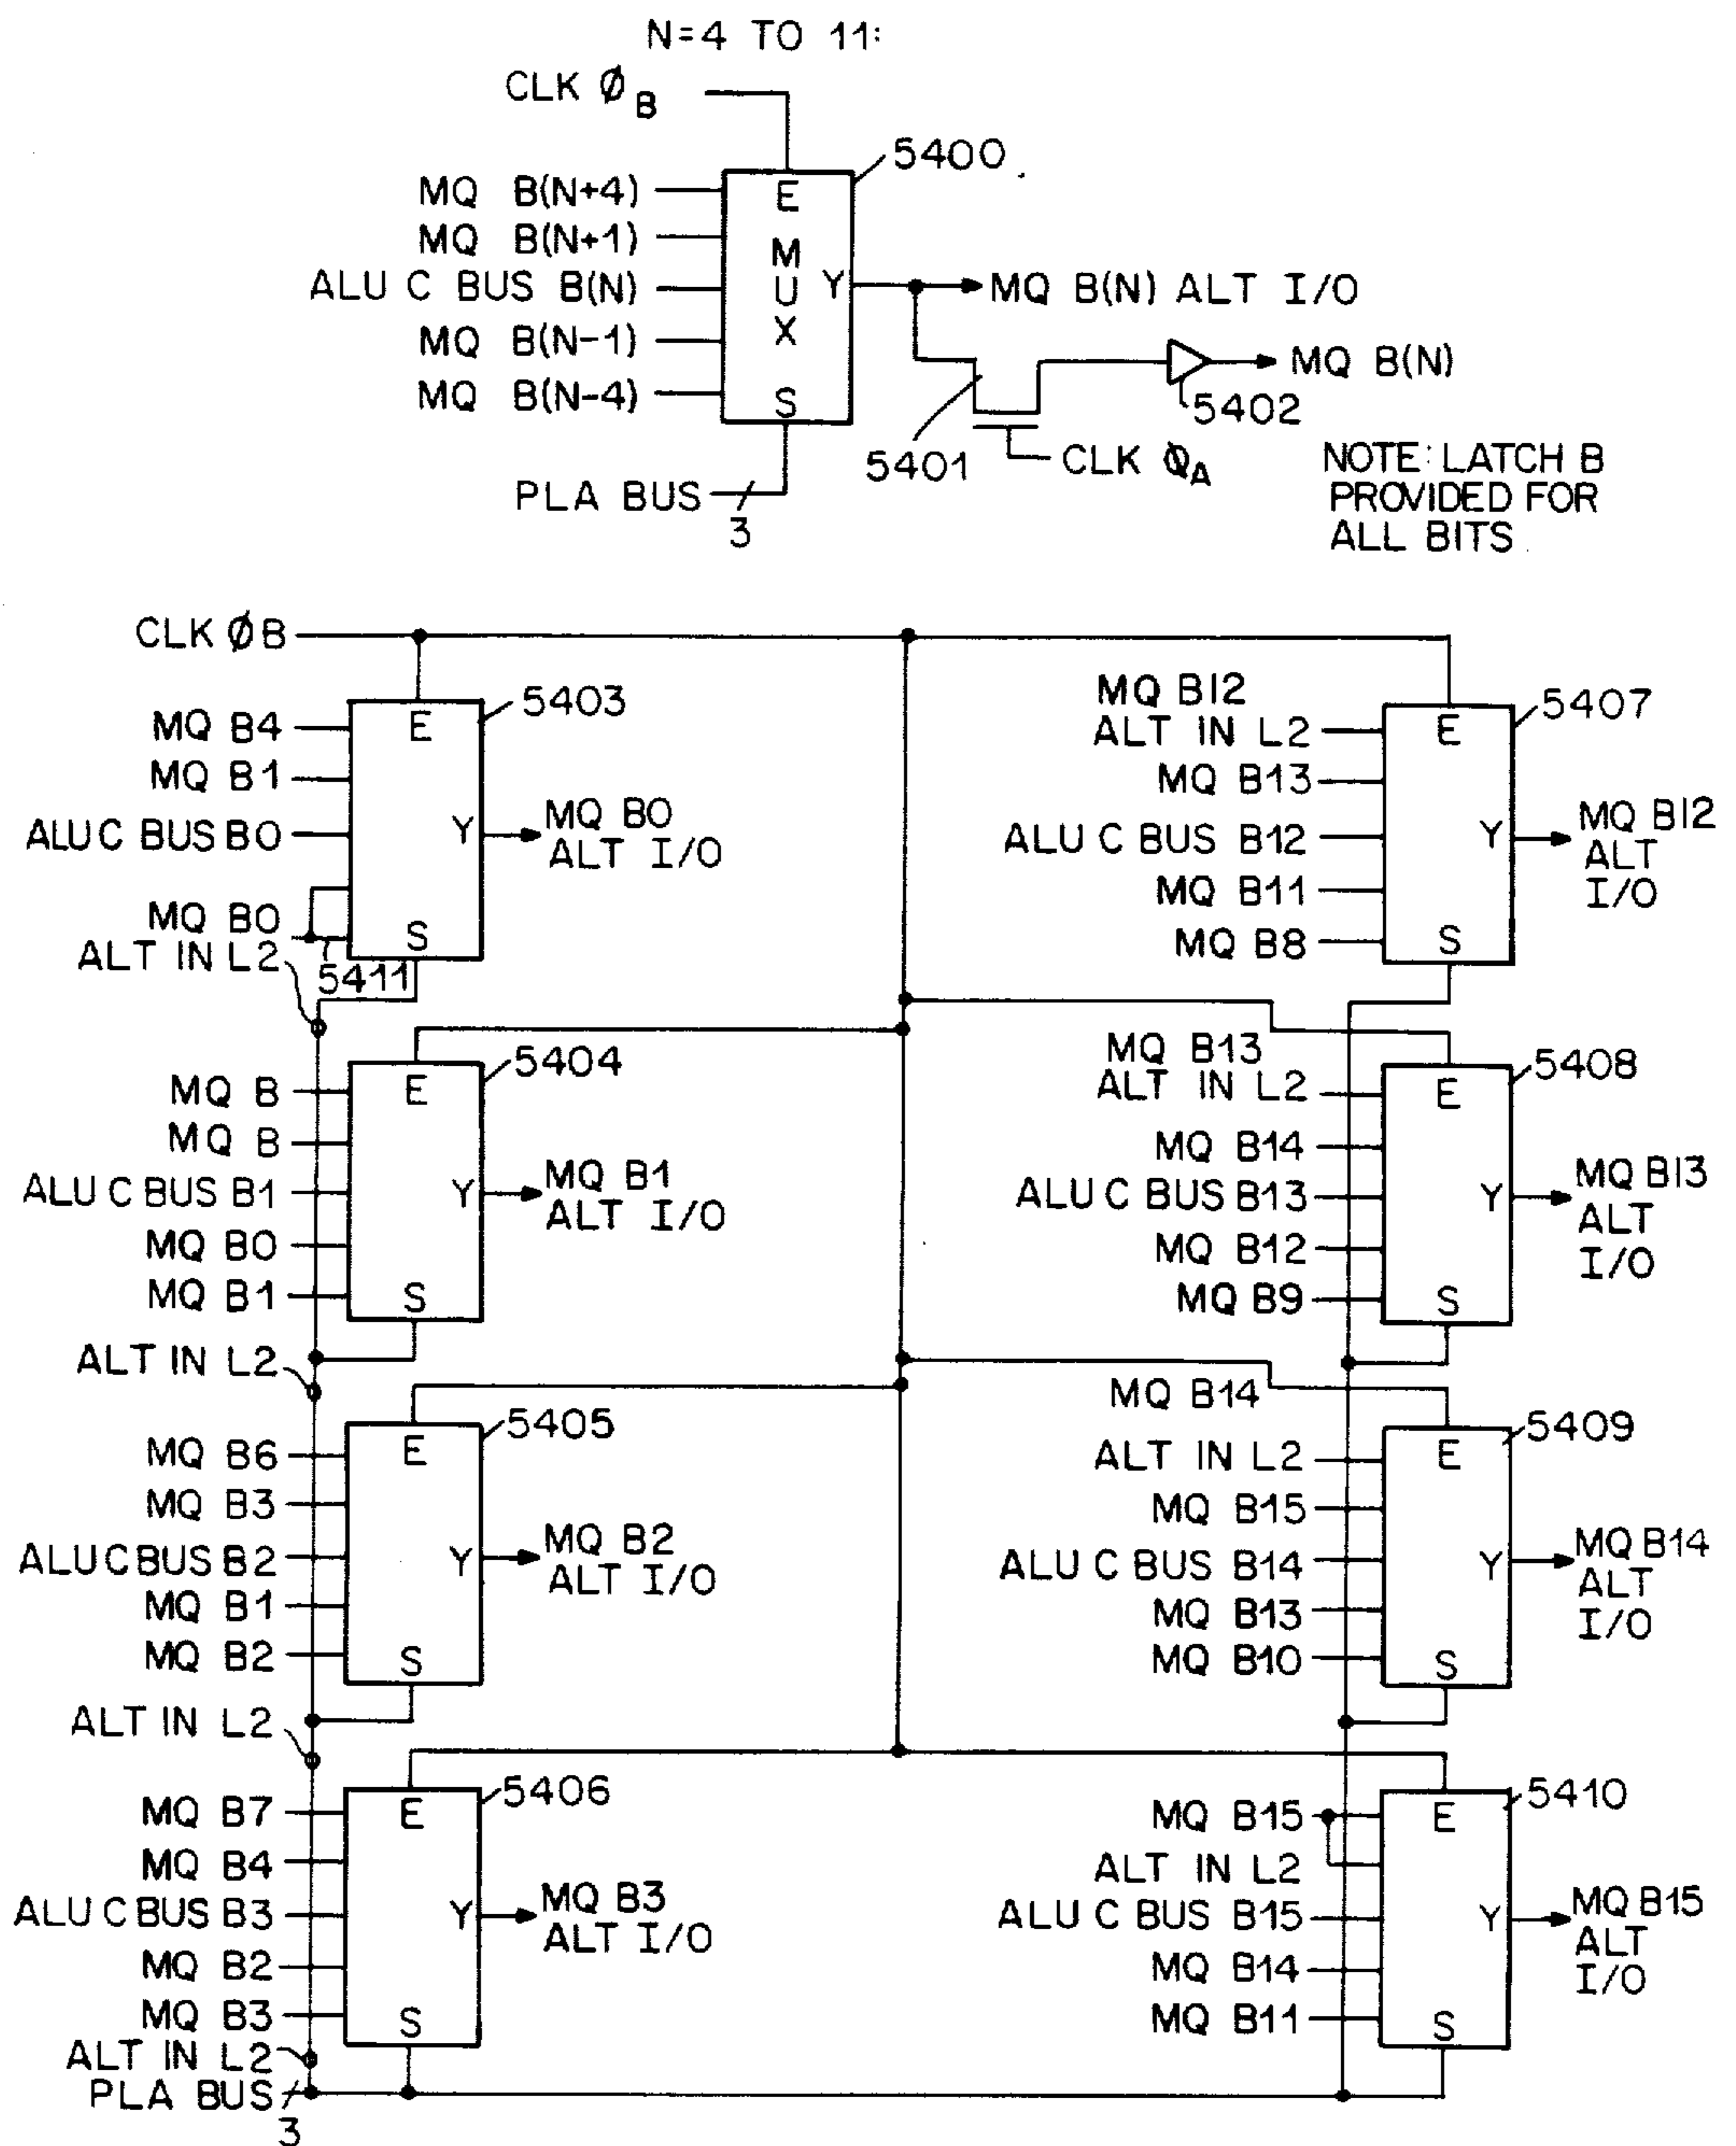 N=4 TO 11:
CLK ØB
5400
MQ B(N+4)
MQ B(N+1)
ALU C BUS B(N)
MQ B(N-1)
MQ B(N-4)
E
M
U
X
Y
S
MQ B(N) ALT I/O
MQ B(N)
5402
5401
CLK ØA
PLA BUS
3
NOTE: LATCH B
PROVIDED FOR
ALL BITS
CLK ØB
5403
MQ B4
MQ B1
ALU C BUS B0
MQ B0
ALT IN L2
5411
E
Y
S
MQ B0
ALT I/O
5407
MQ B12
ALT IN L2
MQ B13
ALU C BUS B12
MQ B11
MQ B8
E
Y
S
MQ B12
ALT
I/O
5404
MQ B
MQ B
ALU C BUS B1
MQ B0
MQ B1
ALT IN L2
E
Y
S
MQ B1
ALT I/O
5408
MQ B13
ALT IN L2
MQ B14
ALU C BUS B13
MQ B12
MQ B9
E
Y
S
MQ B13
ALT
I/O
5405
MQ B6
MQ B3
ALU C BUS B2
MQ B1
MQ B2
ALT IN L2
E
Y
S
MQ B2
ALT I/O
5409
MQ B14
ALT IN L2
MQ B15
ALU C BUS B14
MQ B13
MQ B10
E
Y
S
MQ B14
ALT
I/O
5406
MQ B7
MQ B4
ALU C BUS B3
MQ B2
MQ B3
ALT IN L2
E
Y
S
MQ B3
ALT I/O
5410
MQ B15
ALT IN L2
ALU C BUS B15
MQ B14
MQ B11
E
Y
S
MQ B15
ALT
I/O
PLA BUS
3